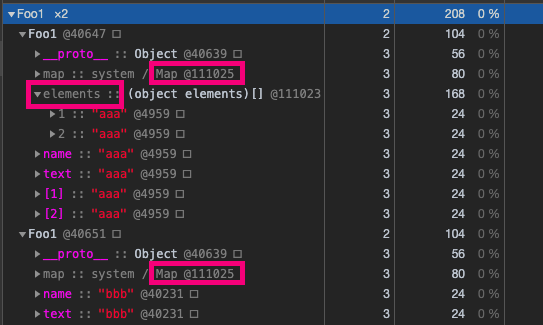 Foo1 ×2 2 208 0 %
Foo1 @40647 2 104 0 %
__proto__ :: Object @40639 3 56 0 %
map :: system / Map @111025 3 80 0 %
elements :: (object elements)[] @111023 3 168 0 %
1 :: "aaa" @4959 3 24 0 %
2 :: "aaa" @4959 3 24 0 %
name :: "aaa" @4959 3 24 0 %
text :: "aaa" @4959 3 24 0 %
[1] :: "aaa" @4959 3 24 0 %
[2] :: "aaa" @4959 3 24 0 %
Foo1 @40651 2 104 0 %
__proto__ :: Object @40639 3 56 0 %
map :: system / Map @111025 3 80 0 %
name :: "bbb" @40231 3 24 0 %
text :: "bbb" @40231 3 24 0 %